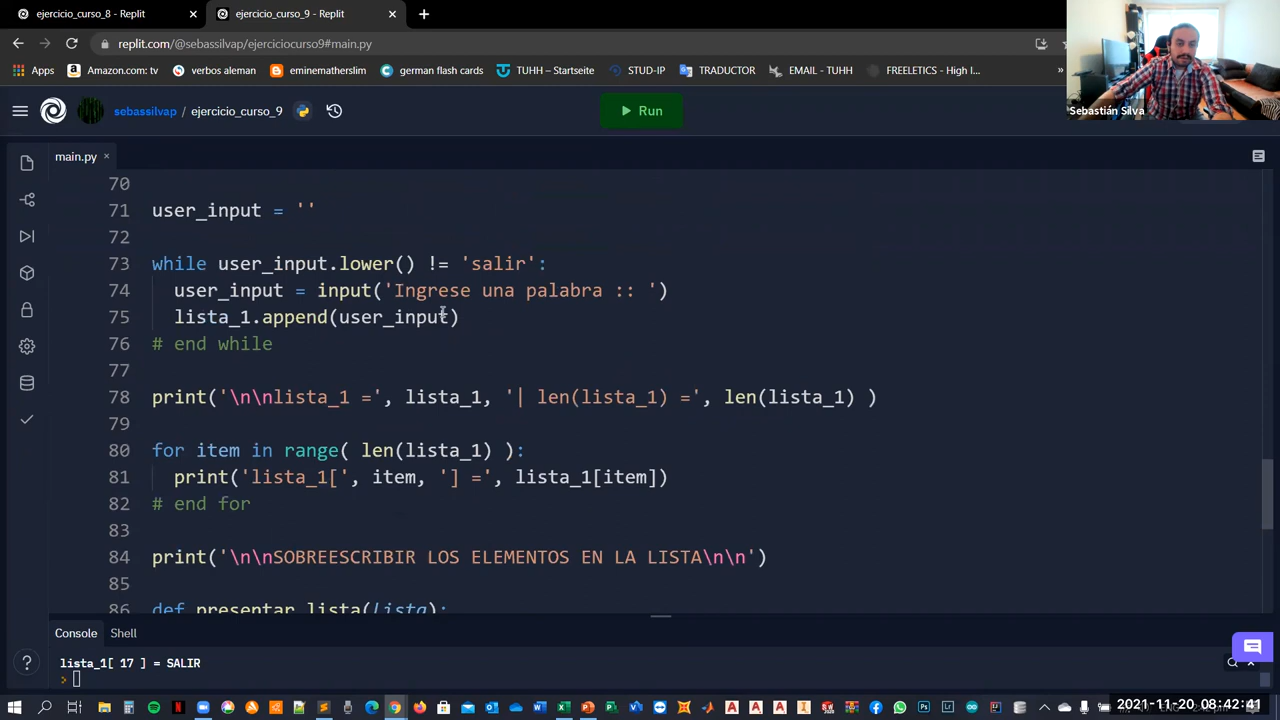 ejercicio_curso_8 - Replit
ejercicio_curso_9 - Replit
replit.com/@sebassilvap/ejerciciocurso9#main.py
Apps Amazon.com: tv verbos aleman eminematherslim german flash cards TUHH – Startseite STUD-IP TRADUCTOR EMAIL - TUHH FREELETICS - High I... »
Sebastián Silva
sebassilvap / ejercicio_curso_9
Run
main.py
70
71 user_input = ''
72
73 while user_input.lower() != 'salir':
74 user_input = input('Ingrese una palabra :: ')
75 lista_1.append(user_input)
76 # end while
77
78 print('\n\nlista_1 =', lista_1, '| len(lista_1) =', len(lista_1) )
79
80 for item in range( len(lista_1) ):
81 print('lista_1[', item, '] =', lista_1[item])
82 # end for
83
84 print('\n\nSOBREESCRIBIR LOS ELEMENTOS EN LA LISTA\n\n')
85
86 def presentar_lista(lista):
Console Shell
lista_1[ 17 ] = SALIR
>
2021-11-20 08:42:41